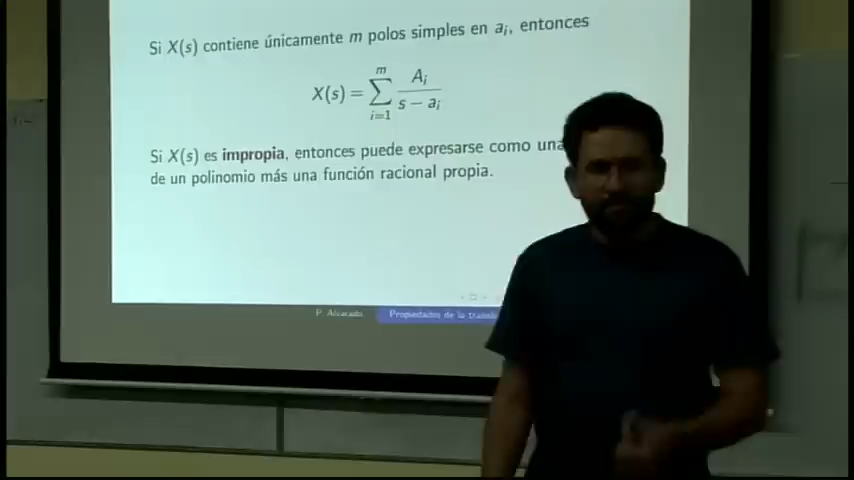 Si X(s) contiene únicamente m polos simples en aᵢ, entonces
X(s) = ∑ᵢ₌₁ᵐ Aᵢ / (s − aᵢ)
Si X(s) es impropia, entonces puede expresarse como una
de un polinomio más una función racional propia.
P. Alvarado Propiedades de la